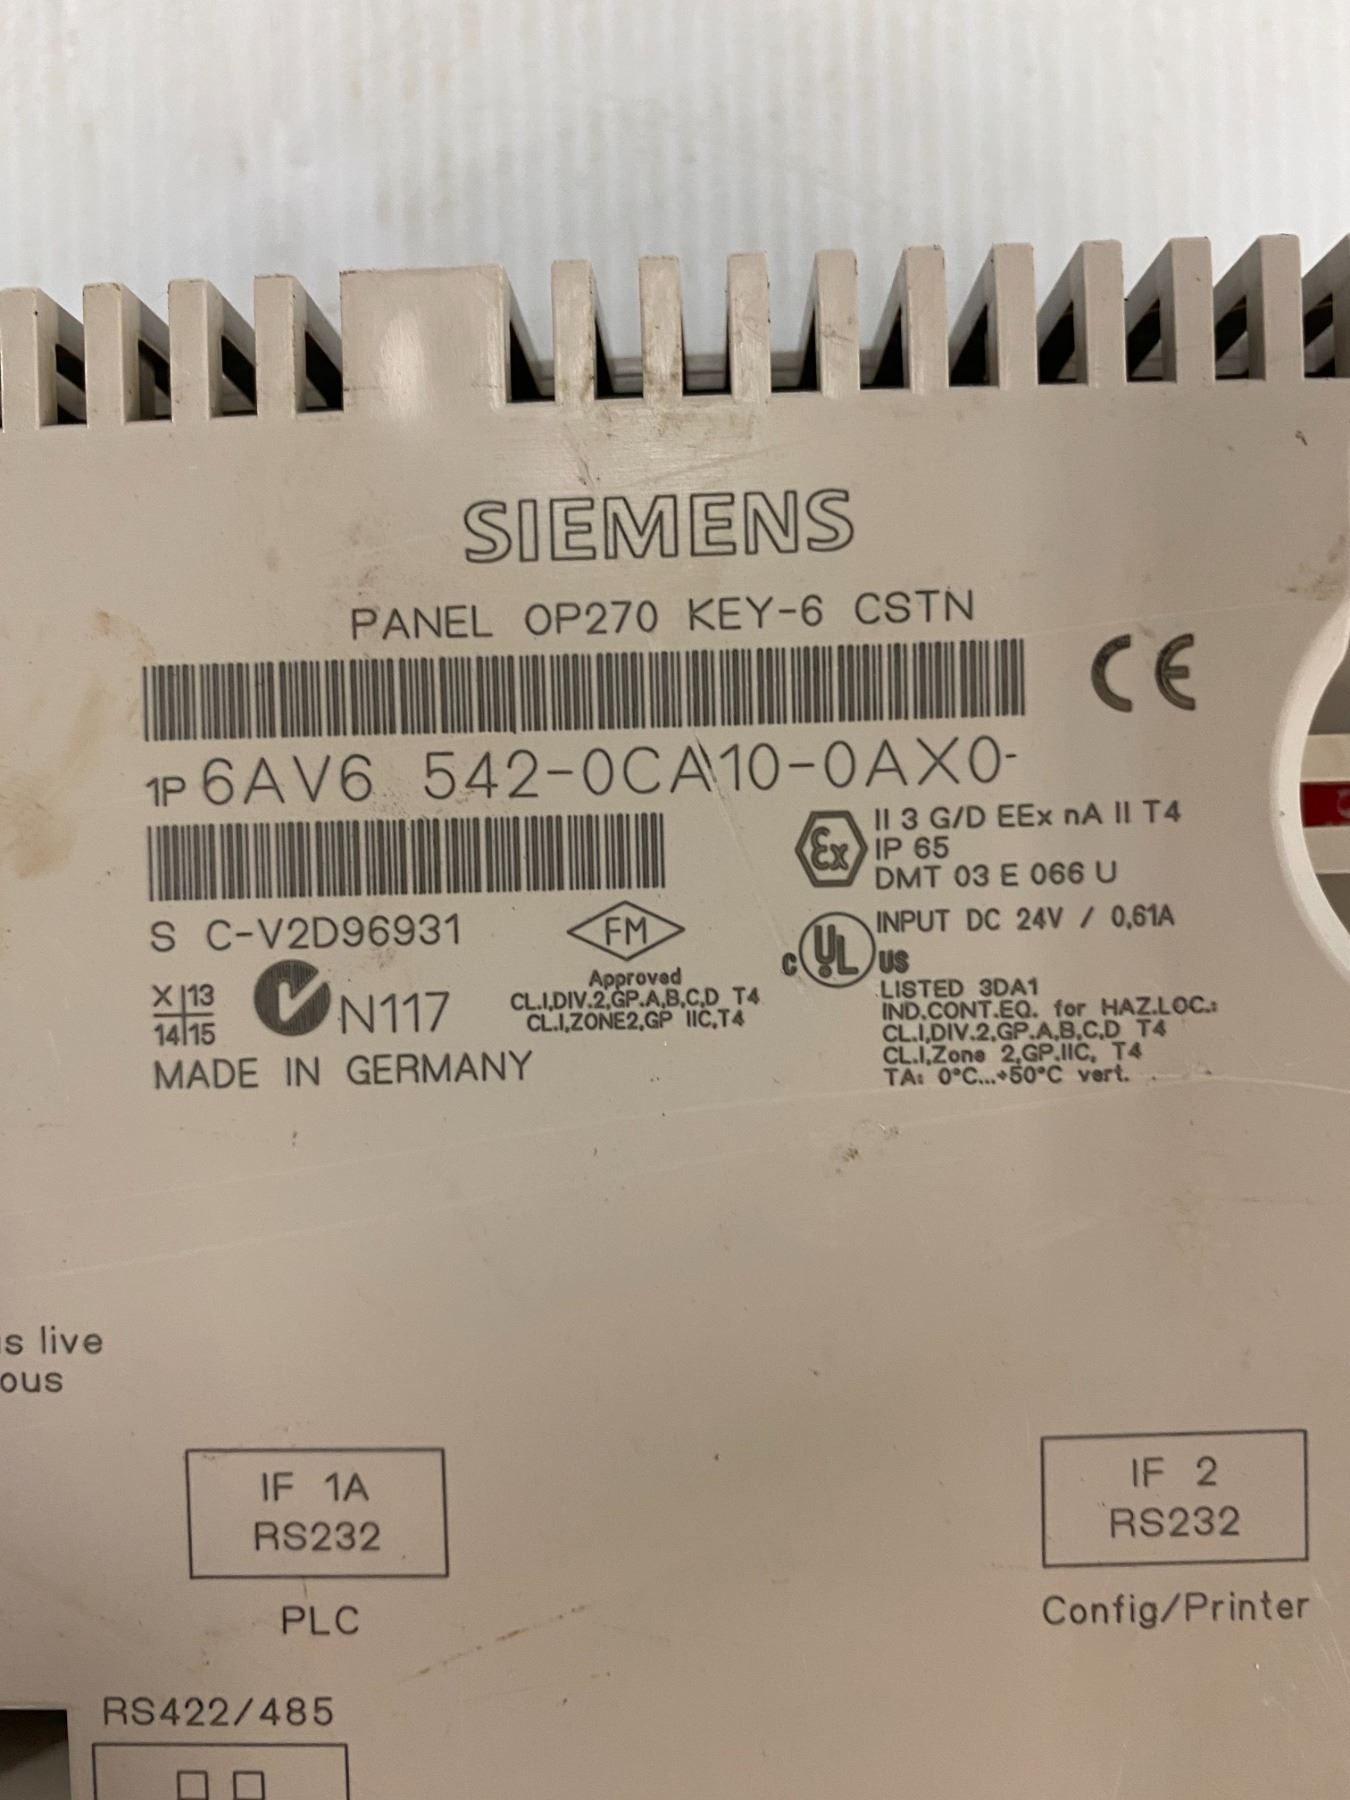 SIEMENS
PANEL OP270 KEY-6 CSTN
CE
1P 6AV6 542-0CA10-0AX0-
Ex
II 3 G/D EEx nA II T4
IP 65
DMT 03 E 066 U
S C-V2D96931
FM
Approved
CL.I,DIV.2,GP.A,B,C,D T4
CL.I,ZONE2,GP IIC,T4
C UL US
INPUT DC 24V / 0,61A
LISTED 3DA1
IND.CONT.EQ. for HAZ.LOC.:
CL.I,DIV.2,GP.A,B,C,D T4
CL.I,Zone 2,GP.IIC, T4
TA: 0°C...+50°C vert.
X 13
14 15
N117
MADE IN GERMANY
s live
ous
IF 1A
RS232
PLC
IF 2
RS232
Config/Printer
RS422/485